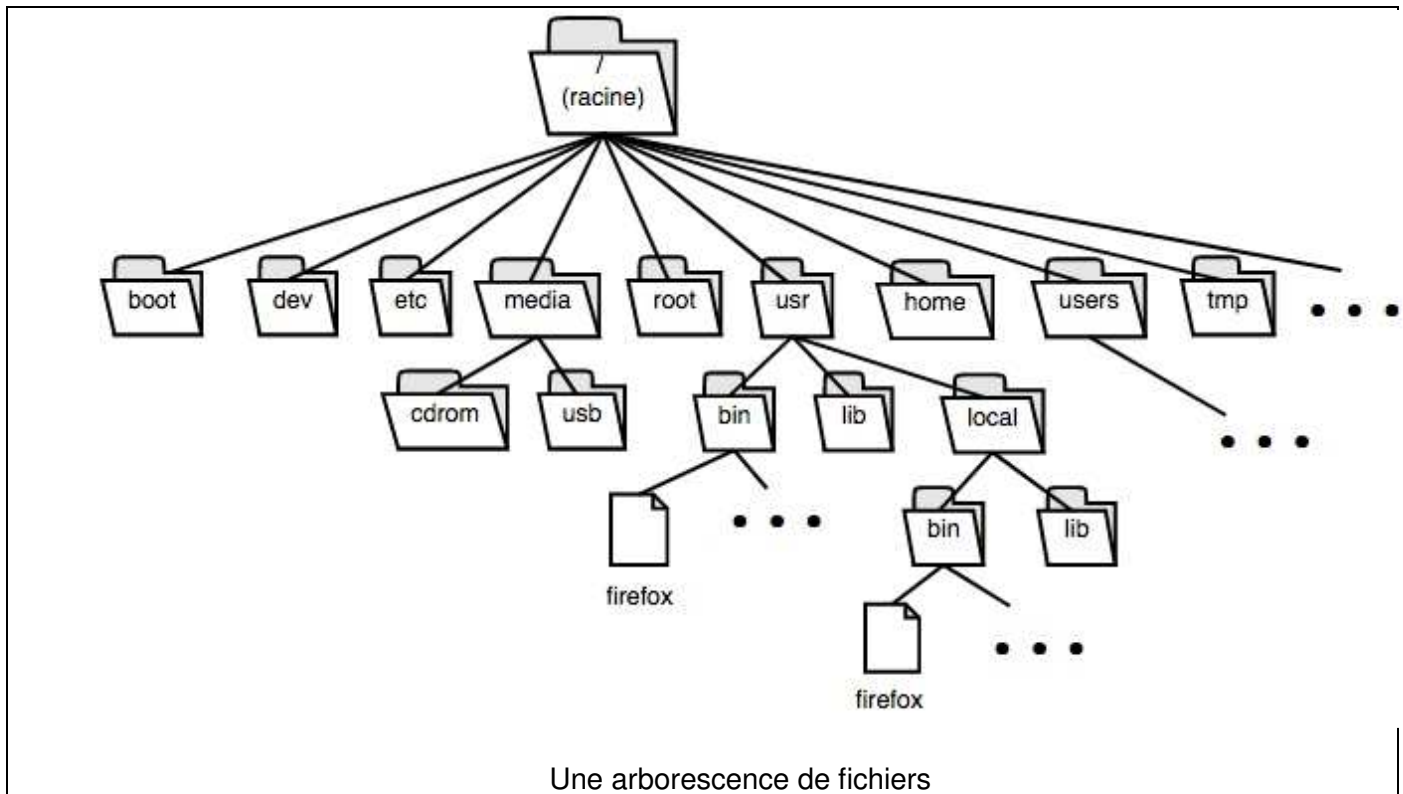 /
(racine)
boot dev etc media root usr home users tmp
cdrom usb bin lib local
bin lib
firefox
firefox
Une arborescence de fichiers